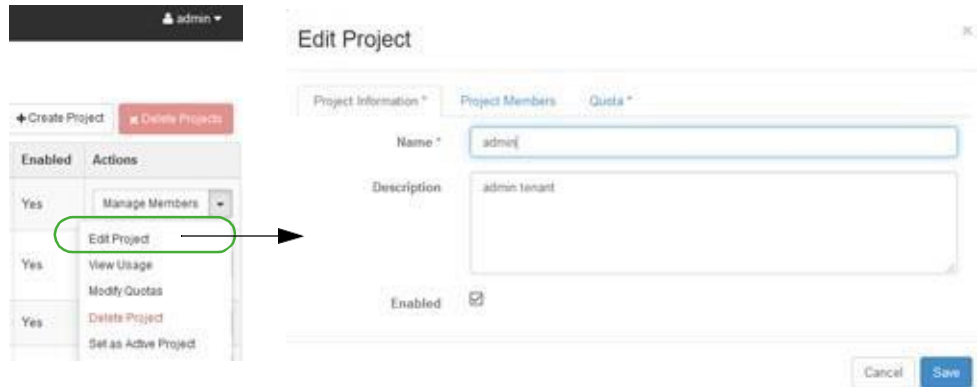 admin
+Create Project
× Delete Projects
Enabled Actions
Yes Manage Members
Edit Project
Yes View Usage
Modify Quotas
Delete Project
Yes
Set as Active Project
Edit Project
×
Project Information * Project Members Quota *
Name * admin
Description admin tenant
Enabled
Cancel Save